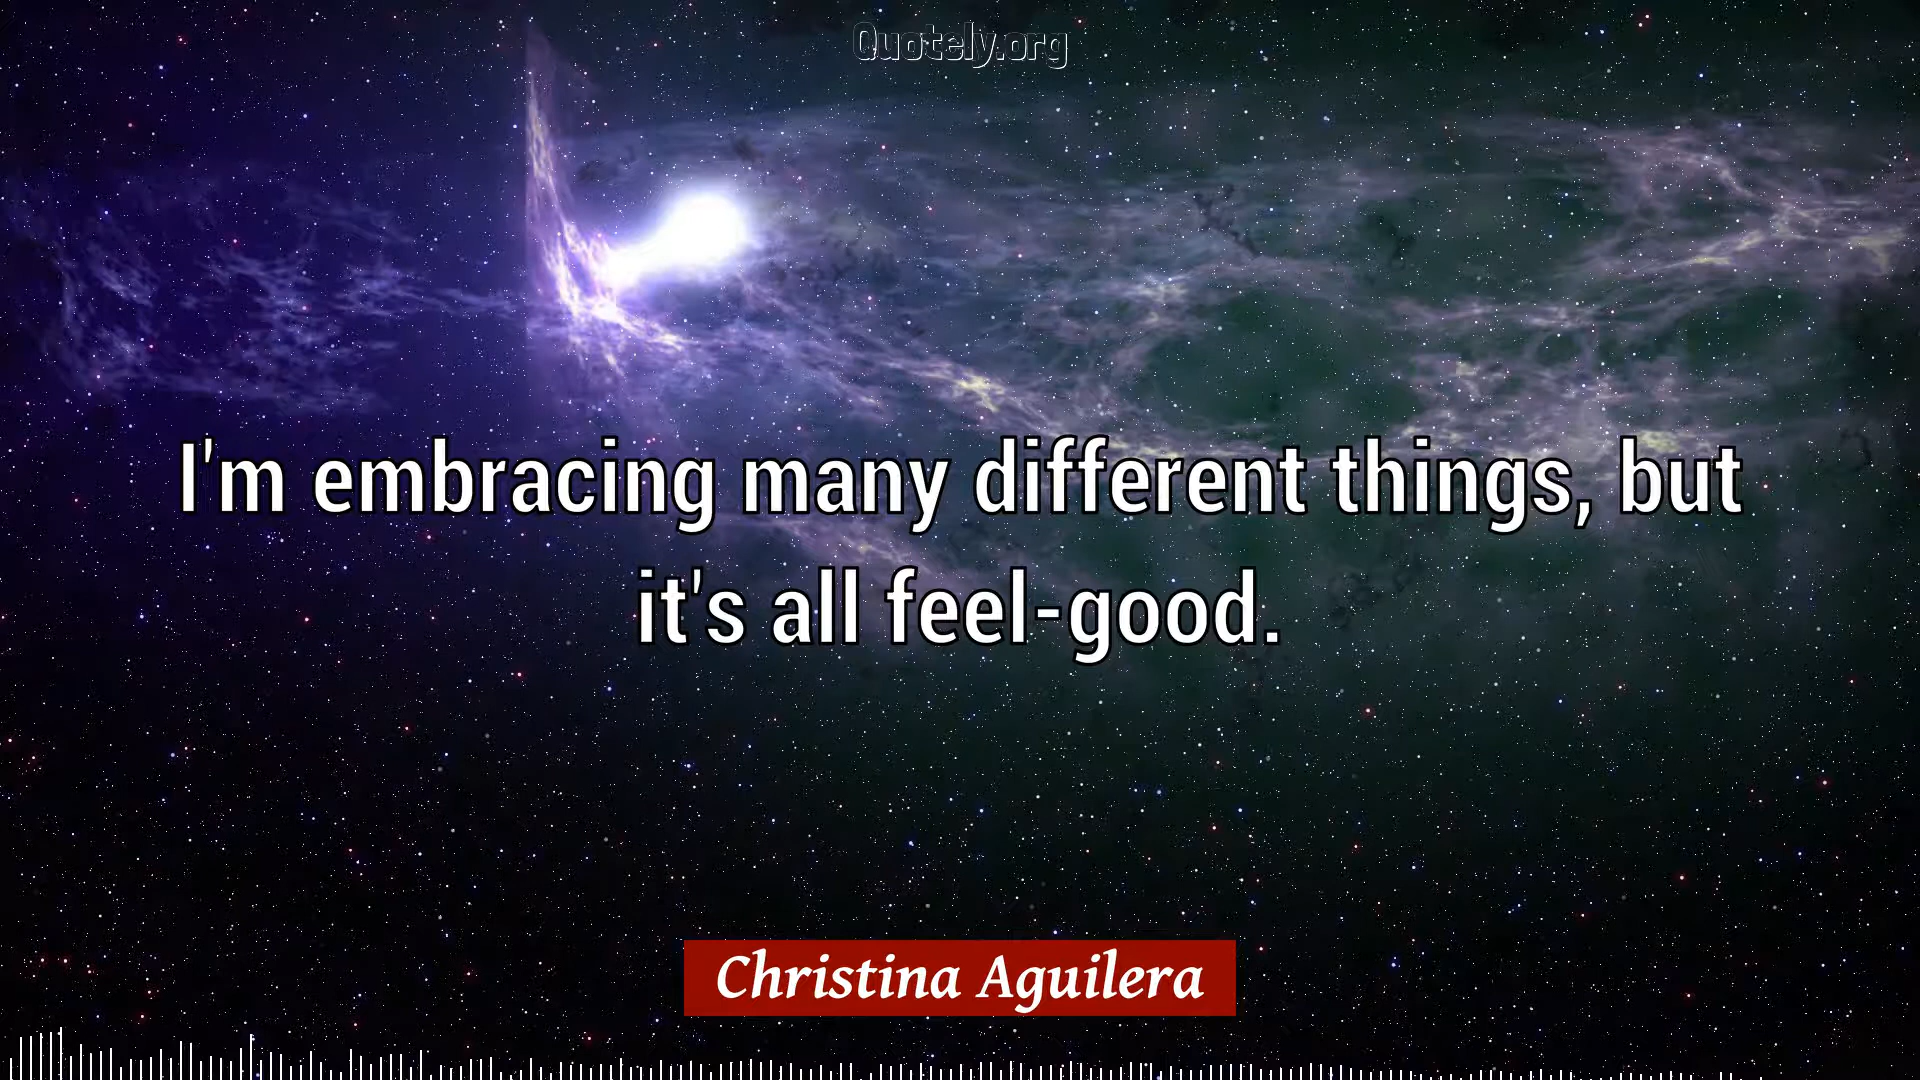 Quotely.org
I'm embracing many different things, but
it's all feel-good.
Christina Aguilera